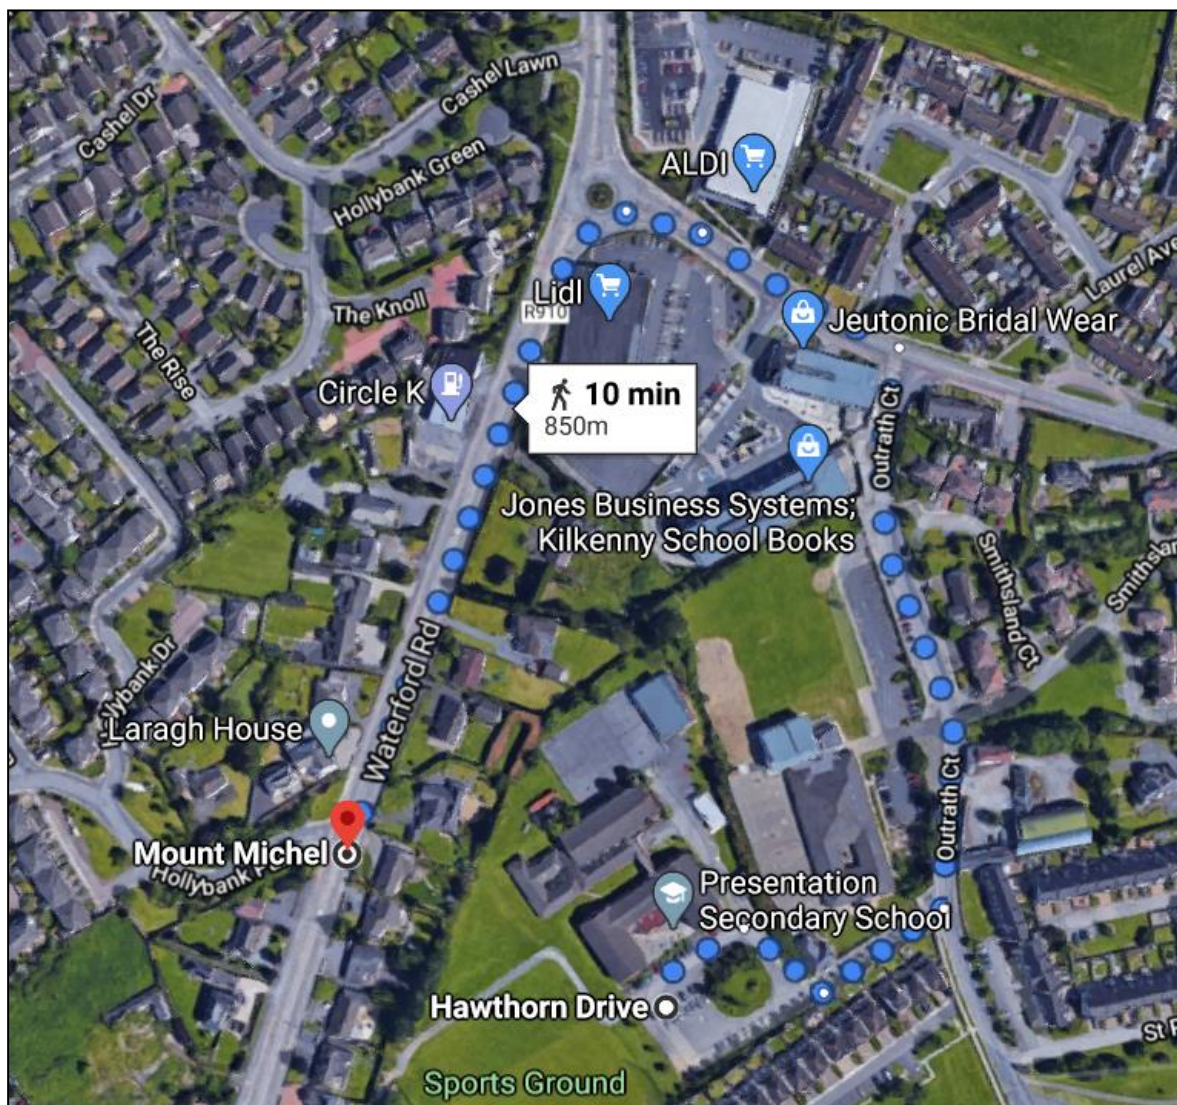 Cashel Dr
Cashel Lawn
Hollybank Green
ALDI
Laurel Ave
The Knoll
Lidl
R910
The Rise
Jeutonic Bridal Wear
Circle K
10 min
850m
Outrath Ct
Jones Business Systems;
Kilkenny School Books
Smithsland Ct
Waterford Rd
Laragh House
Outrath Ct
Mount Michel
Hollybank
Presentation
Secondary School
Hawthorn Drive
Sports Ground